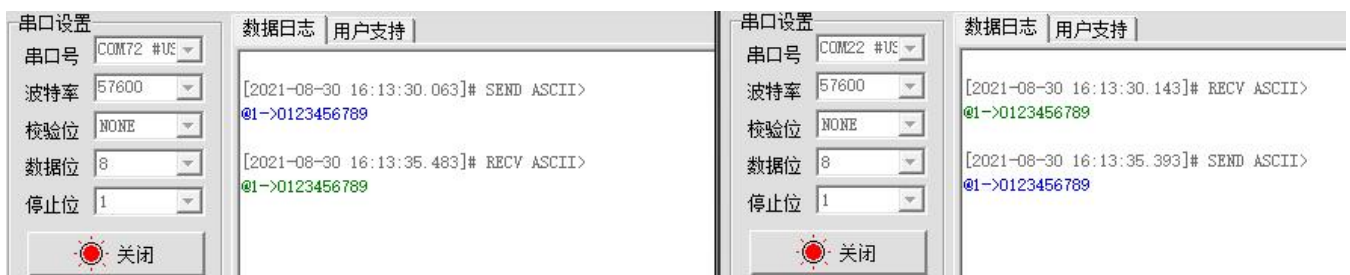 串口设置
串口号 COM72 #US
波特率 57600
校验位 NONE
数据位 8
停止位 1
关闭
数据日志 用户支持
[2021-08-30 16:13:30.063]# SEND ASCII>
@1->0123456789
[2021-08-30 16:13:35.483]# RECV ASCII>
@1->0123456789
串口设置
串口号 COM22 #US
波特率 57600
校验位 NONE
数据位 8
停止位 1
关闭
数据日志 用户支持
[2021-08-30 16:13:30.143]# RECV ASCII>
@1->0123456789
[2021-08-30 16:13:35.393]# SEND ASCII>
@1->0123456789